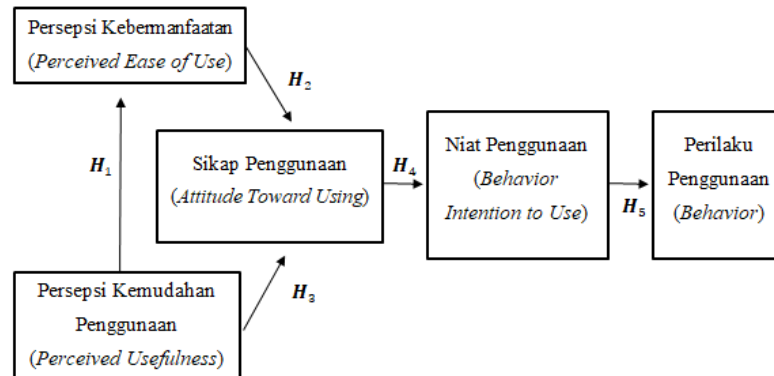 Persepsi Kebermanfaatan
(Perceived Ease of Use)
H₂
H₁
Sikap Penggunaan
(Attitude Toward Using)
H₄
Niat Penggunaan
(Behavior
Intention to Use)
H₅
Perilaku
Penggunaan
(Behavior)
Persepsi Kemudahan
Penggunaan
(Perceived Usefulness)
H₃